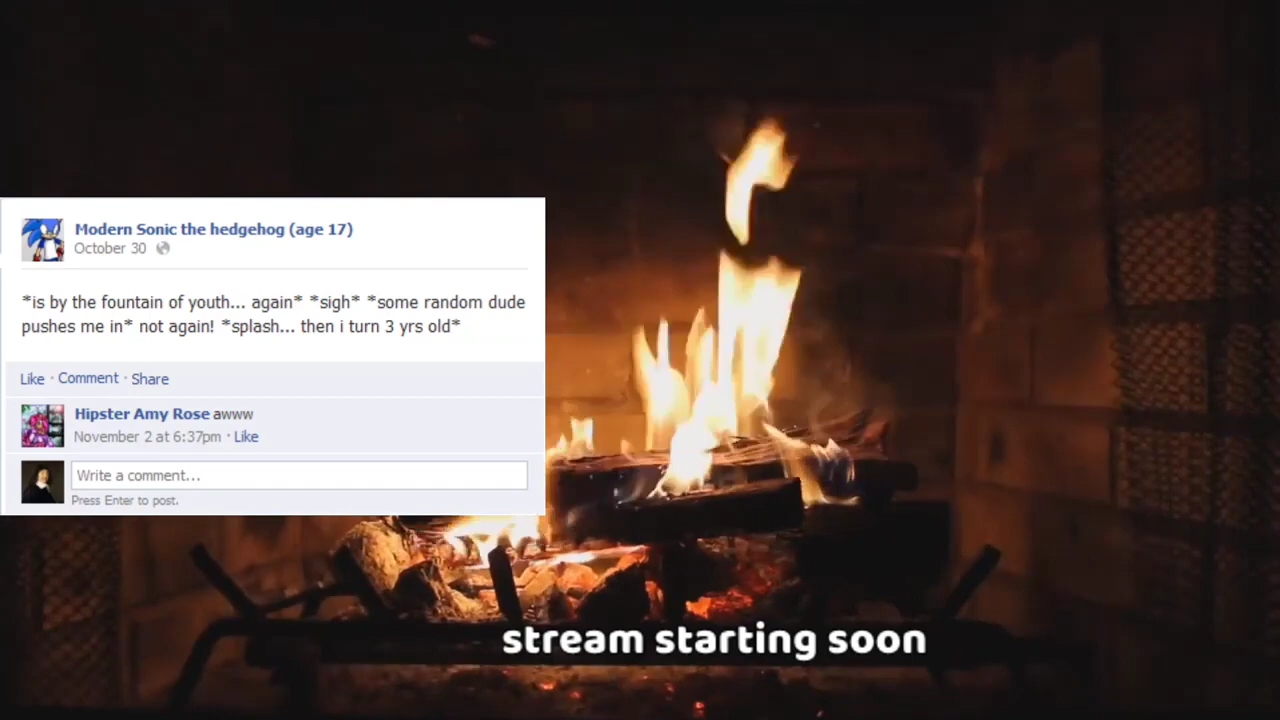 Modern Sonic the hedgehog (age 17)
October 30
*is by the fountain of youth... again* *sigh* *some random dude
pushes me in* not again! *splash... then i turn 3 yrs old*
Like · Comment · Share
Hipster Amy Rose awww
November 2 at 6:37pm · Like
Write a comment...
Press Enter to post.
stream starting soon